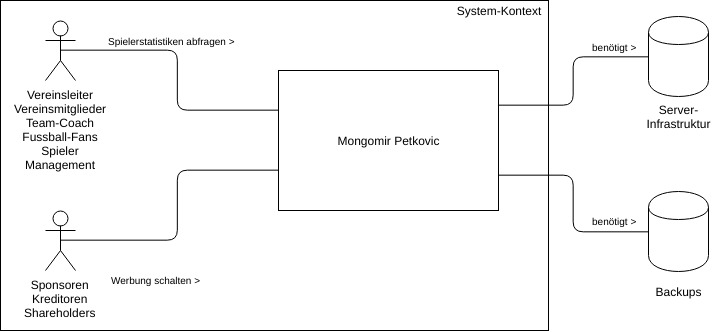 System-Kontext
Spielerstatistiken abfragen >
benötigt >
Vereinsleiter
Vereinsmitglieder
Team-Coach
Fussball-Fans
Spieler
Management
Server-
Infrastruktur
Mongomir Petkovic
benötigt >
Werbung schalten >
Sponsoren
Kreditoren
Shareholders
Backups